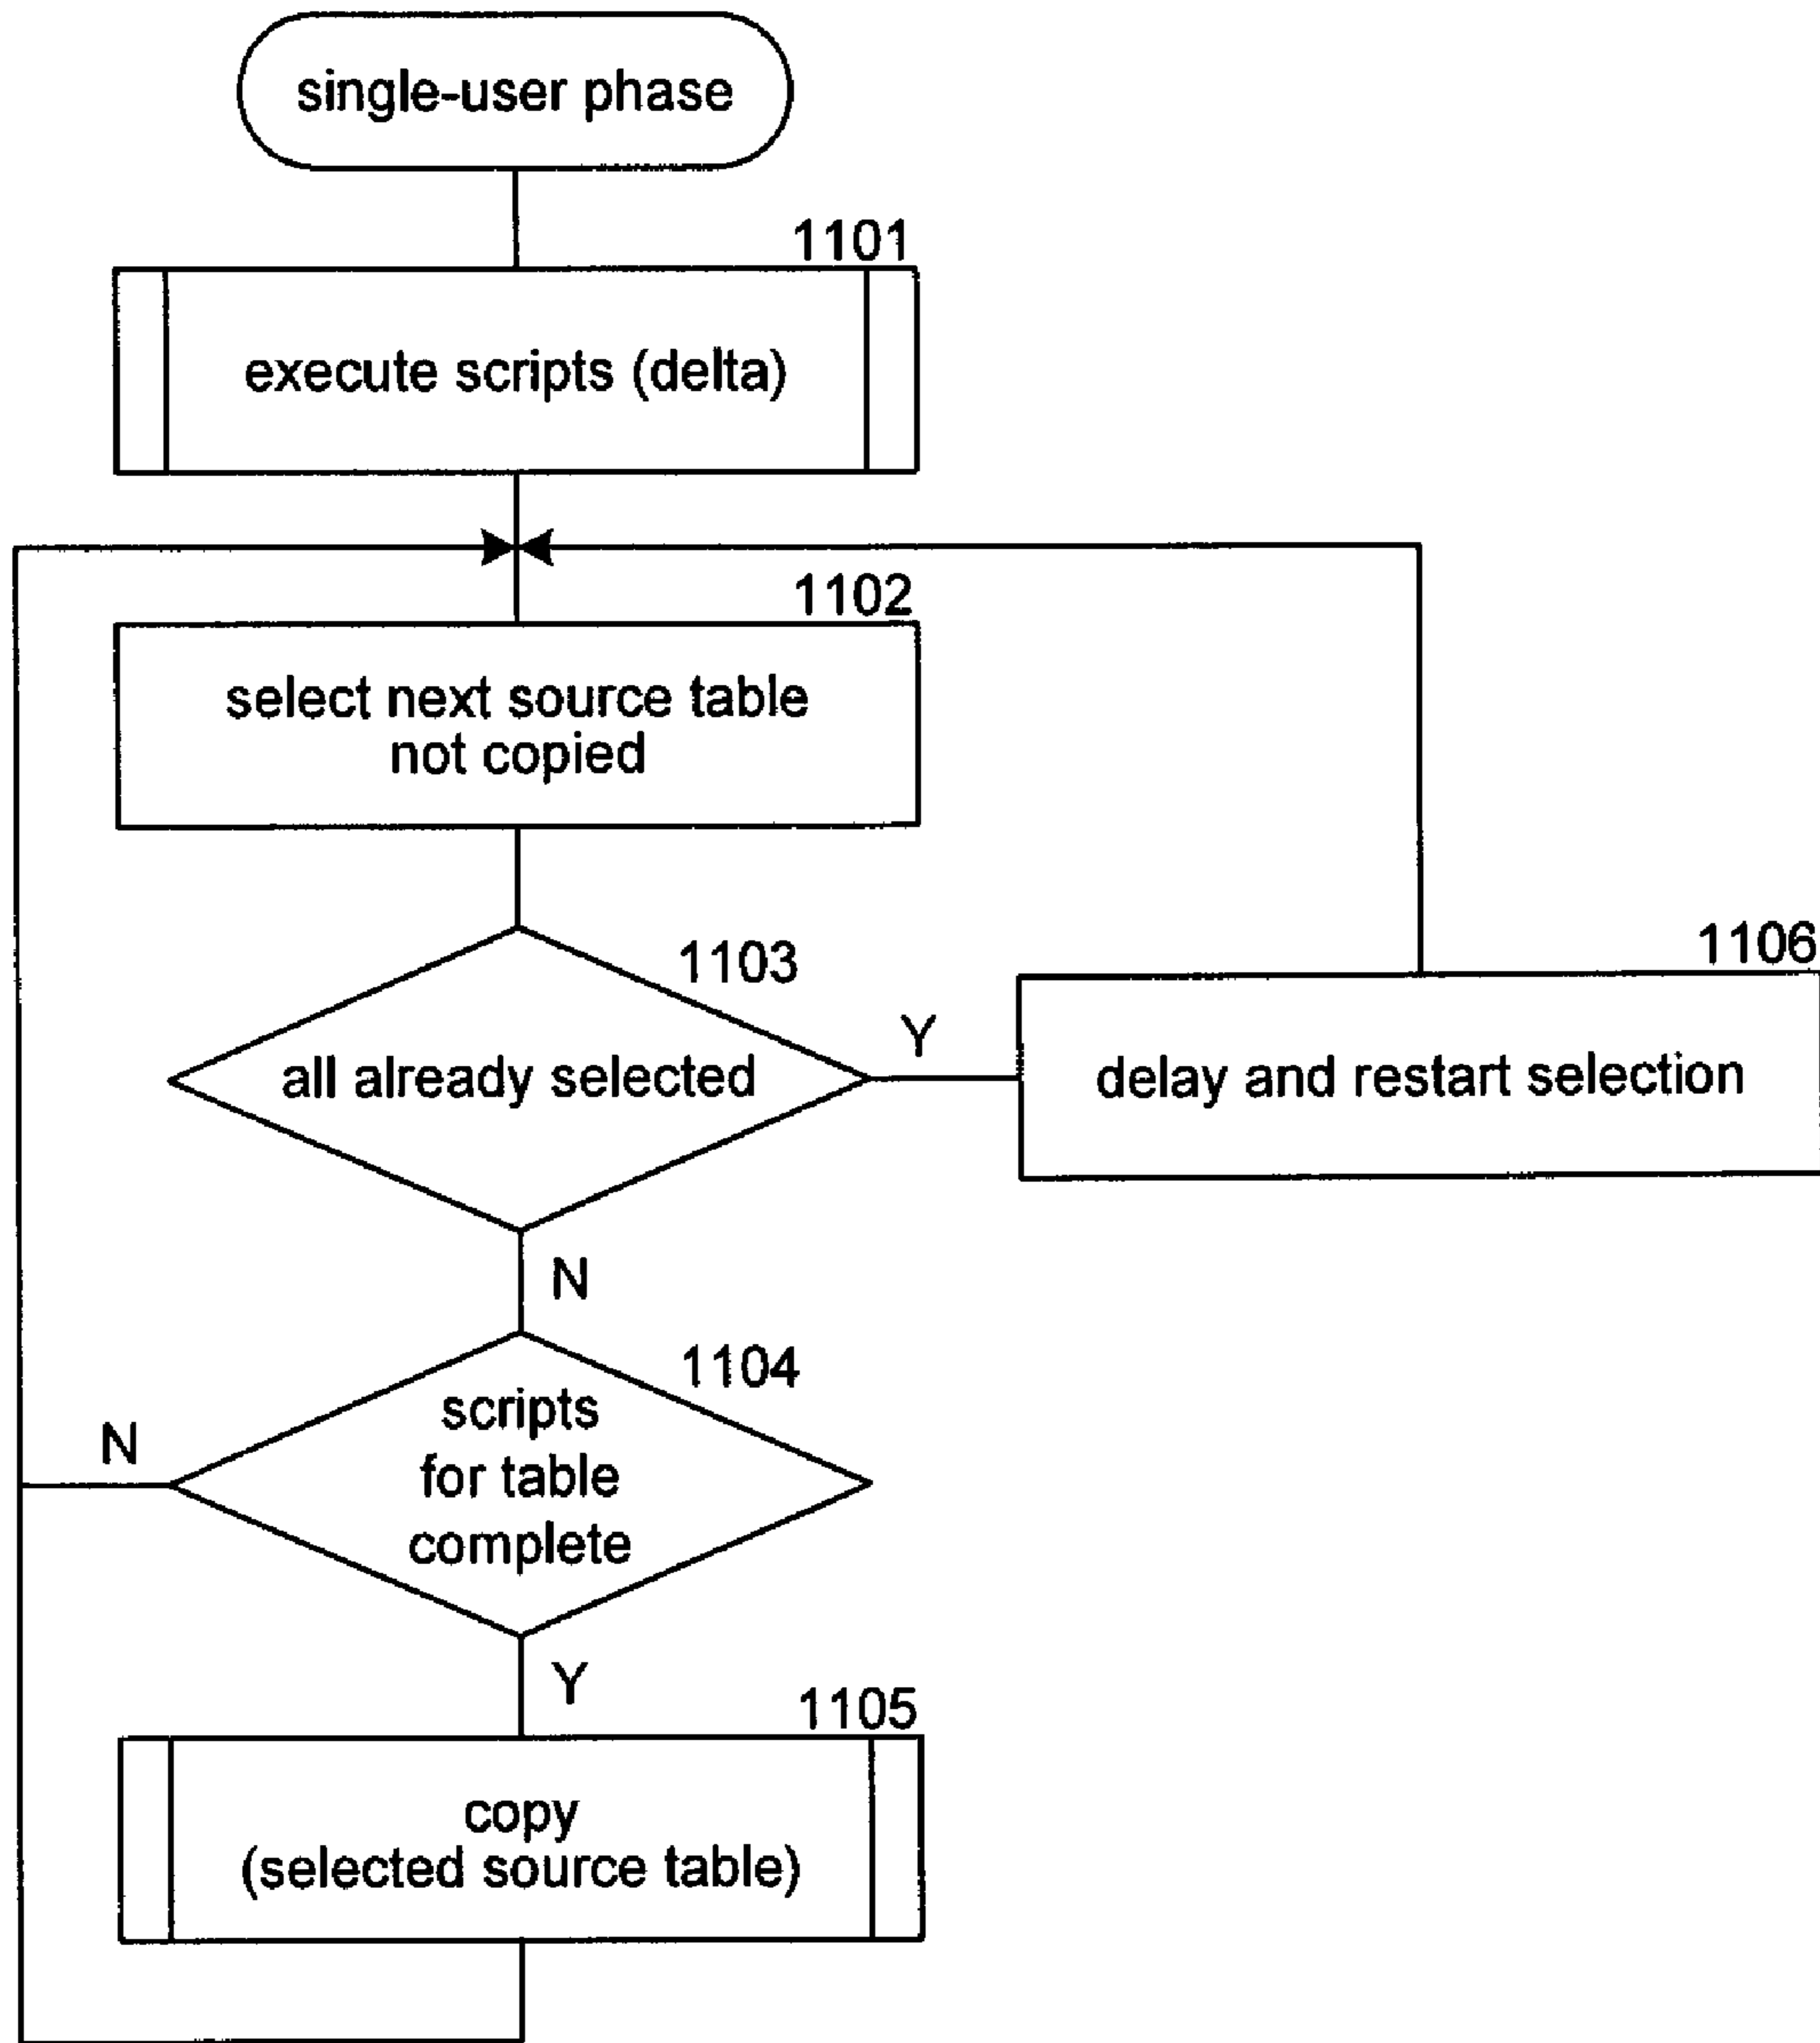 single-user phase
1101
execute scripts (delta)
1102
select next source table
not copied
1103
all already selected
Y
1106
delay and restart selection
N
1104
scripts
for table
complete
N
Y
1105
copy
(selected source table)